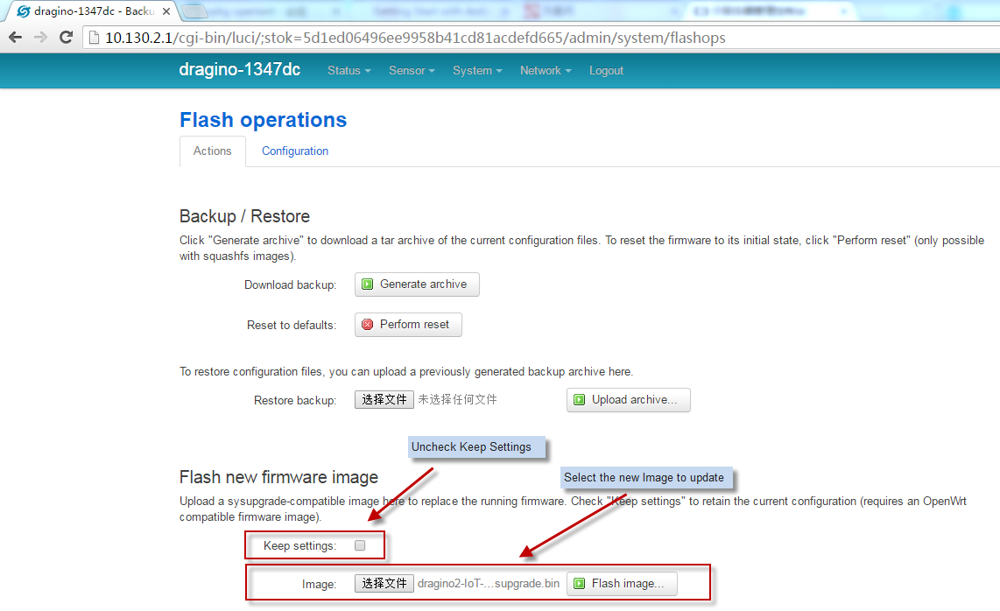 dragino-1347dc - Backu
10.130.2.1/cgi-bin/luci/;stok=5d1ed06496ee9958b41cd81acdefd665/admin/system/flashops
dragino-1347dc Status Sensor System Network Logout
Flash operations
Actions Configuration
Backup / Restore
Click "Generate archive" to download a tar archive of the current configuration files. To reset the firmware to its initial state, click "Perform reset" (only possible
with squashfs images).
Download backup: Generate archive
Reset to defaults: Perform reset
To restore configuration files, you can upload a previously generated backup archive here.
Restore backup: 选择文件 未选择任何文件 Upload archive...
Uncheck Keep Settings
Select the new Image to update
Flash new firmware image
Upload a sysupgrade-compatible image here to replace the running firmware. Check "Keep settings" to retain the current configuration (requires an OpenWrt
compatible firmware image).
Keep settings:
Image: 选择文件 dragino2-IoT-...supgrade.bin Flash image...